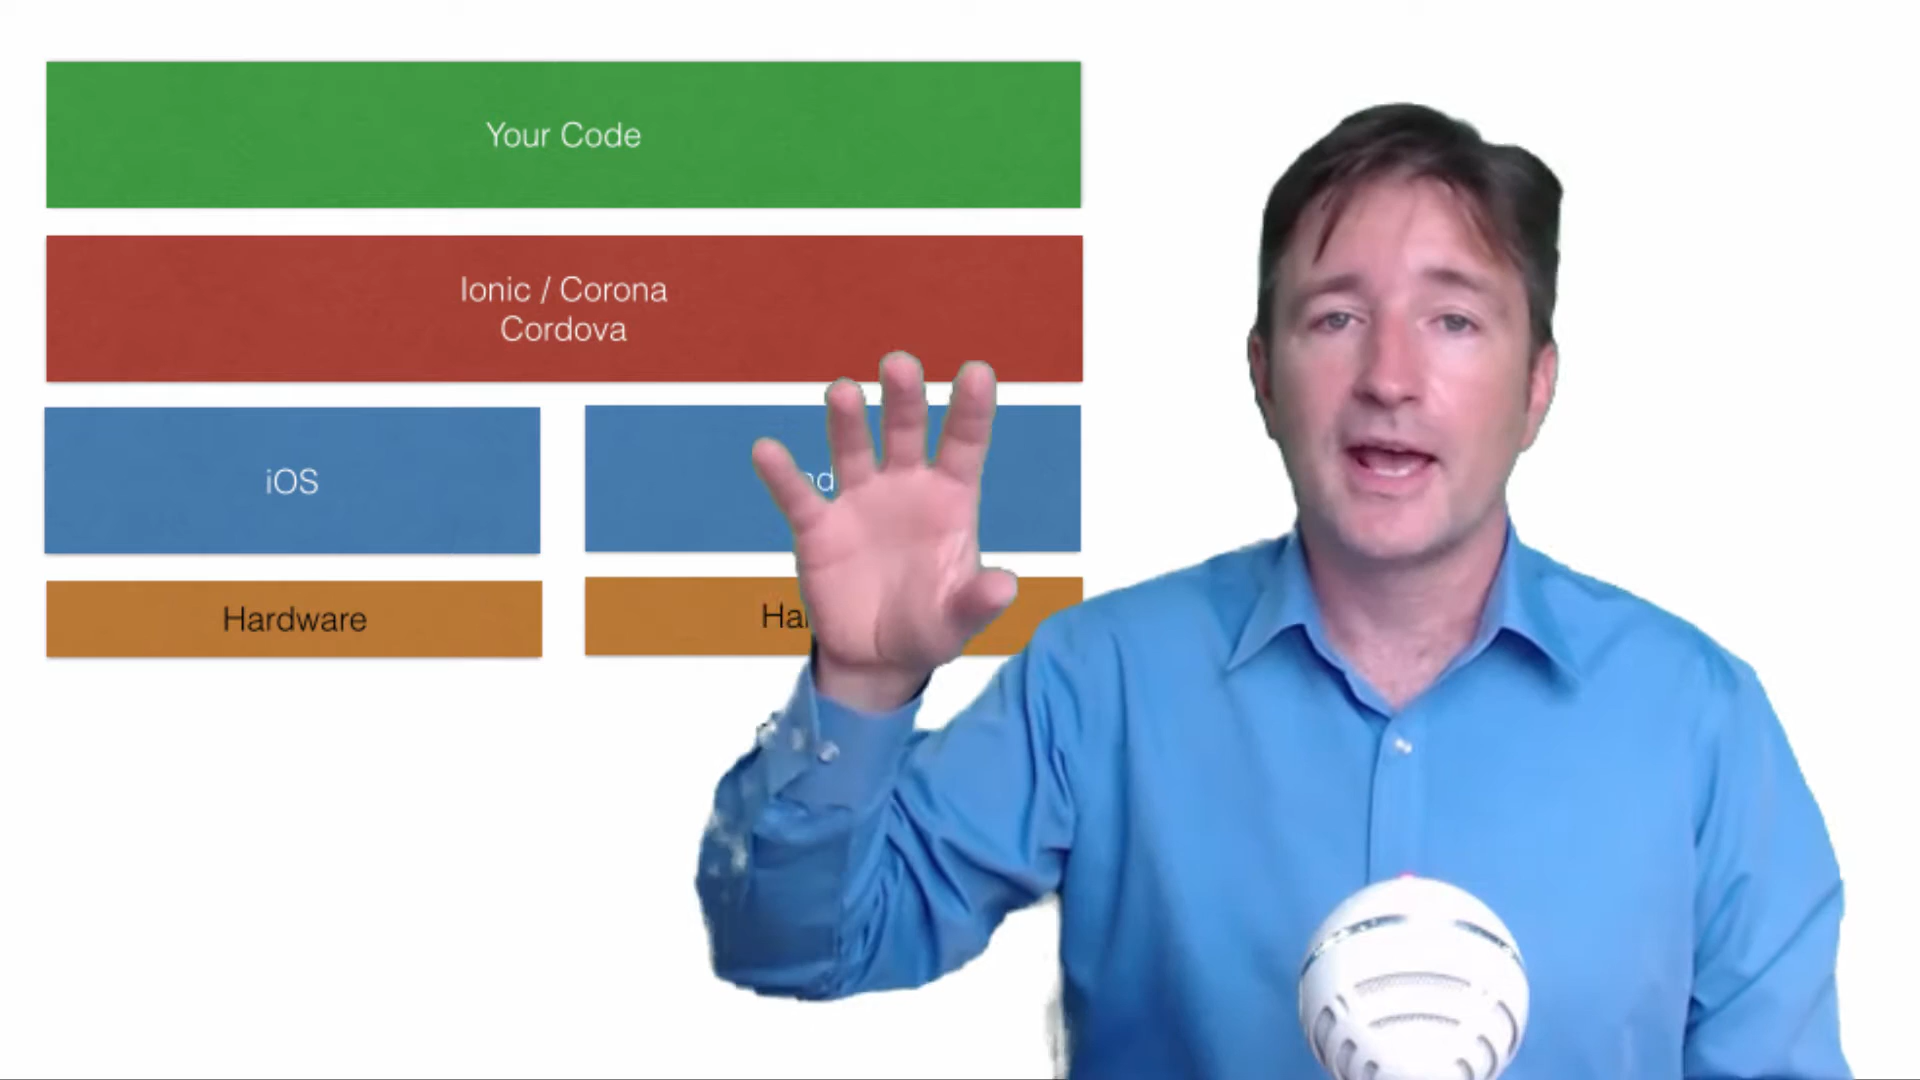 Your Code
Ionic / Corona
Cordova
iOS
Hardware